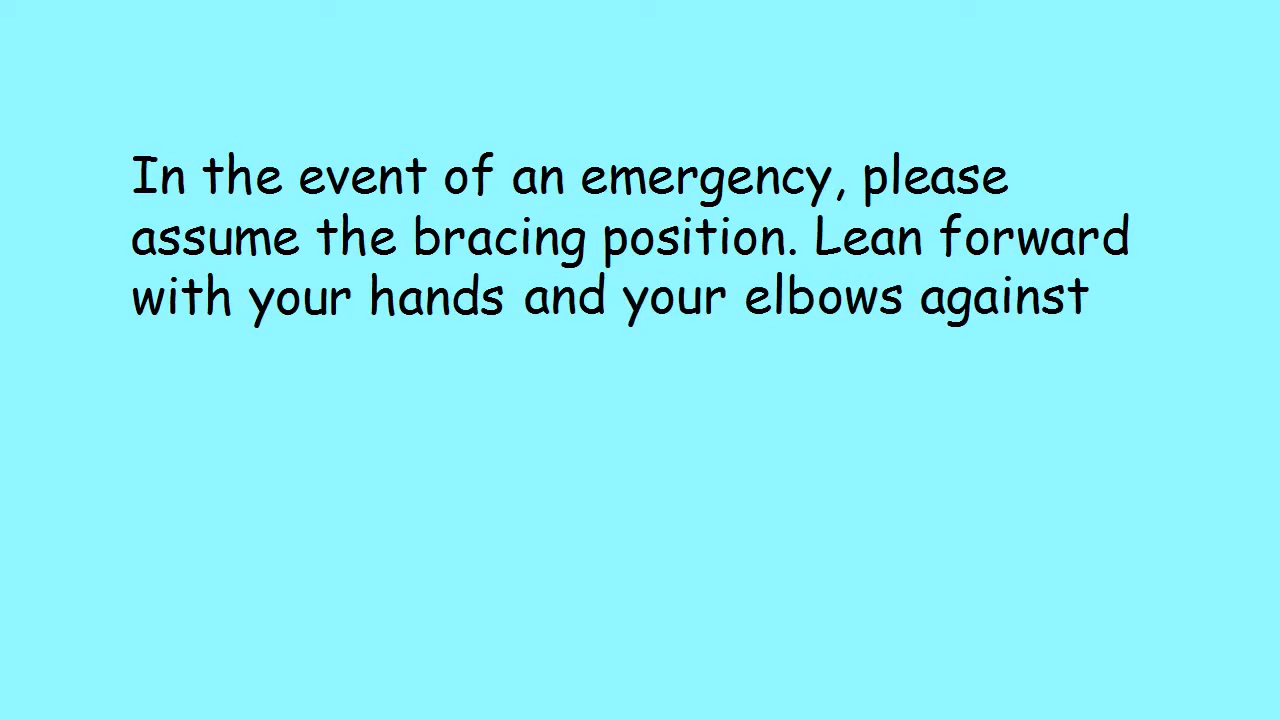 In the event of an emergency, please
assume the bracing position. Lean forward
with your hands and your elbows against